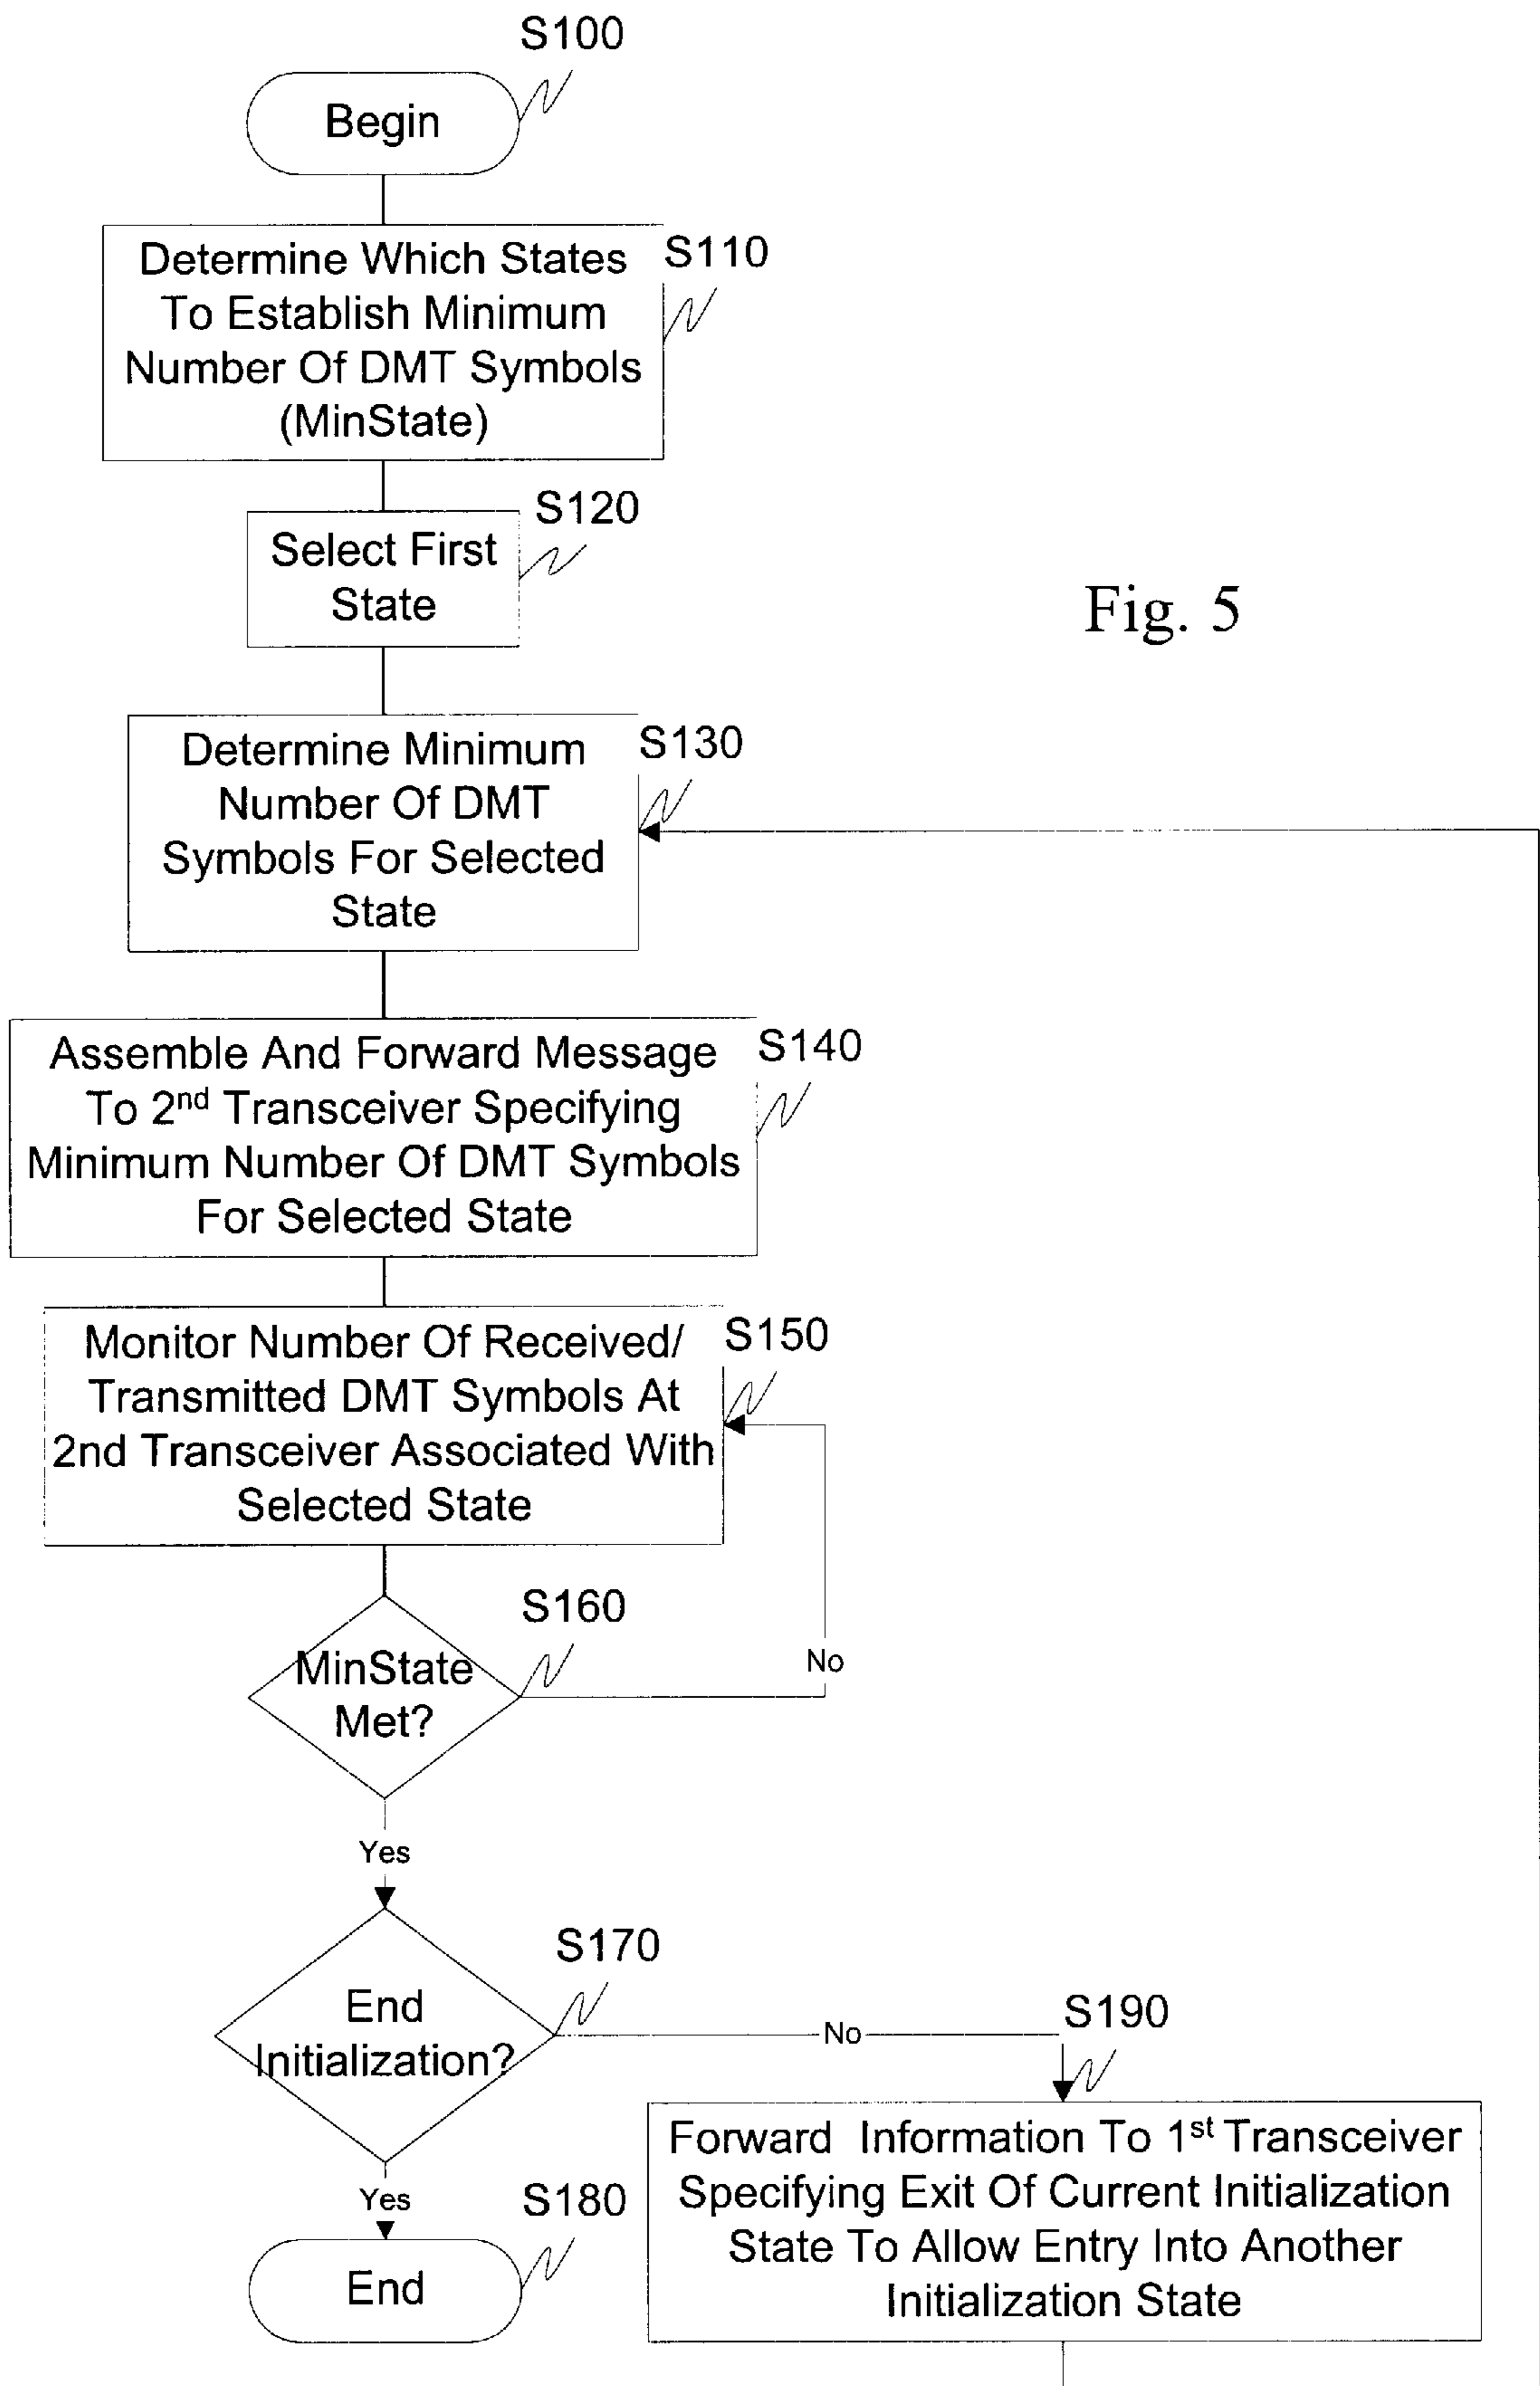 S100
Begin
Determine Which States
To Establish Minimum
Number Of DMT Symbols
(MinState)
S110
Select First
State
S120
Fig. 5
Determine Minimum
Number Of DMT
Symbols For Selected
State
S130
Assemble And Forward Message
To 2nd Transceiver Specifying
Minimum Number Of DMT Symbols
For Selected State
S140
Monitor Number Of Received/
Transmitted DMT Symbols At
2nd Transceiver Associated With
Selected State
S150
MinState
Met?
S160
No
Yes
End
Initialization?
S170
No
S190
Forward Information To 1st Transceiver
Specifying Exit Of Current Initialization
State To Allow Entry Into Another
Initialization State
Yes
S180
End